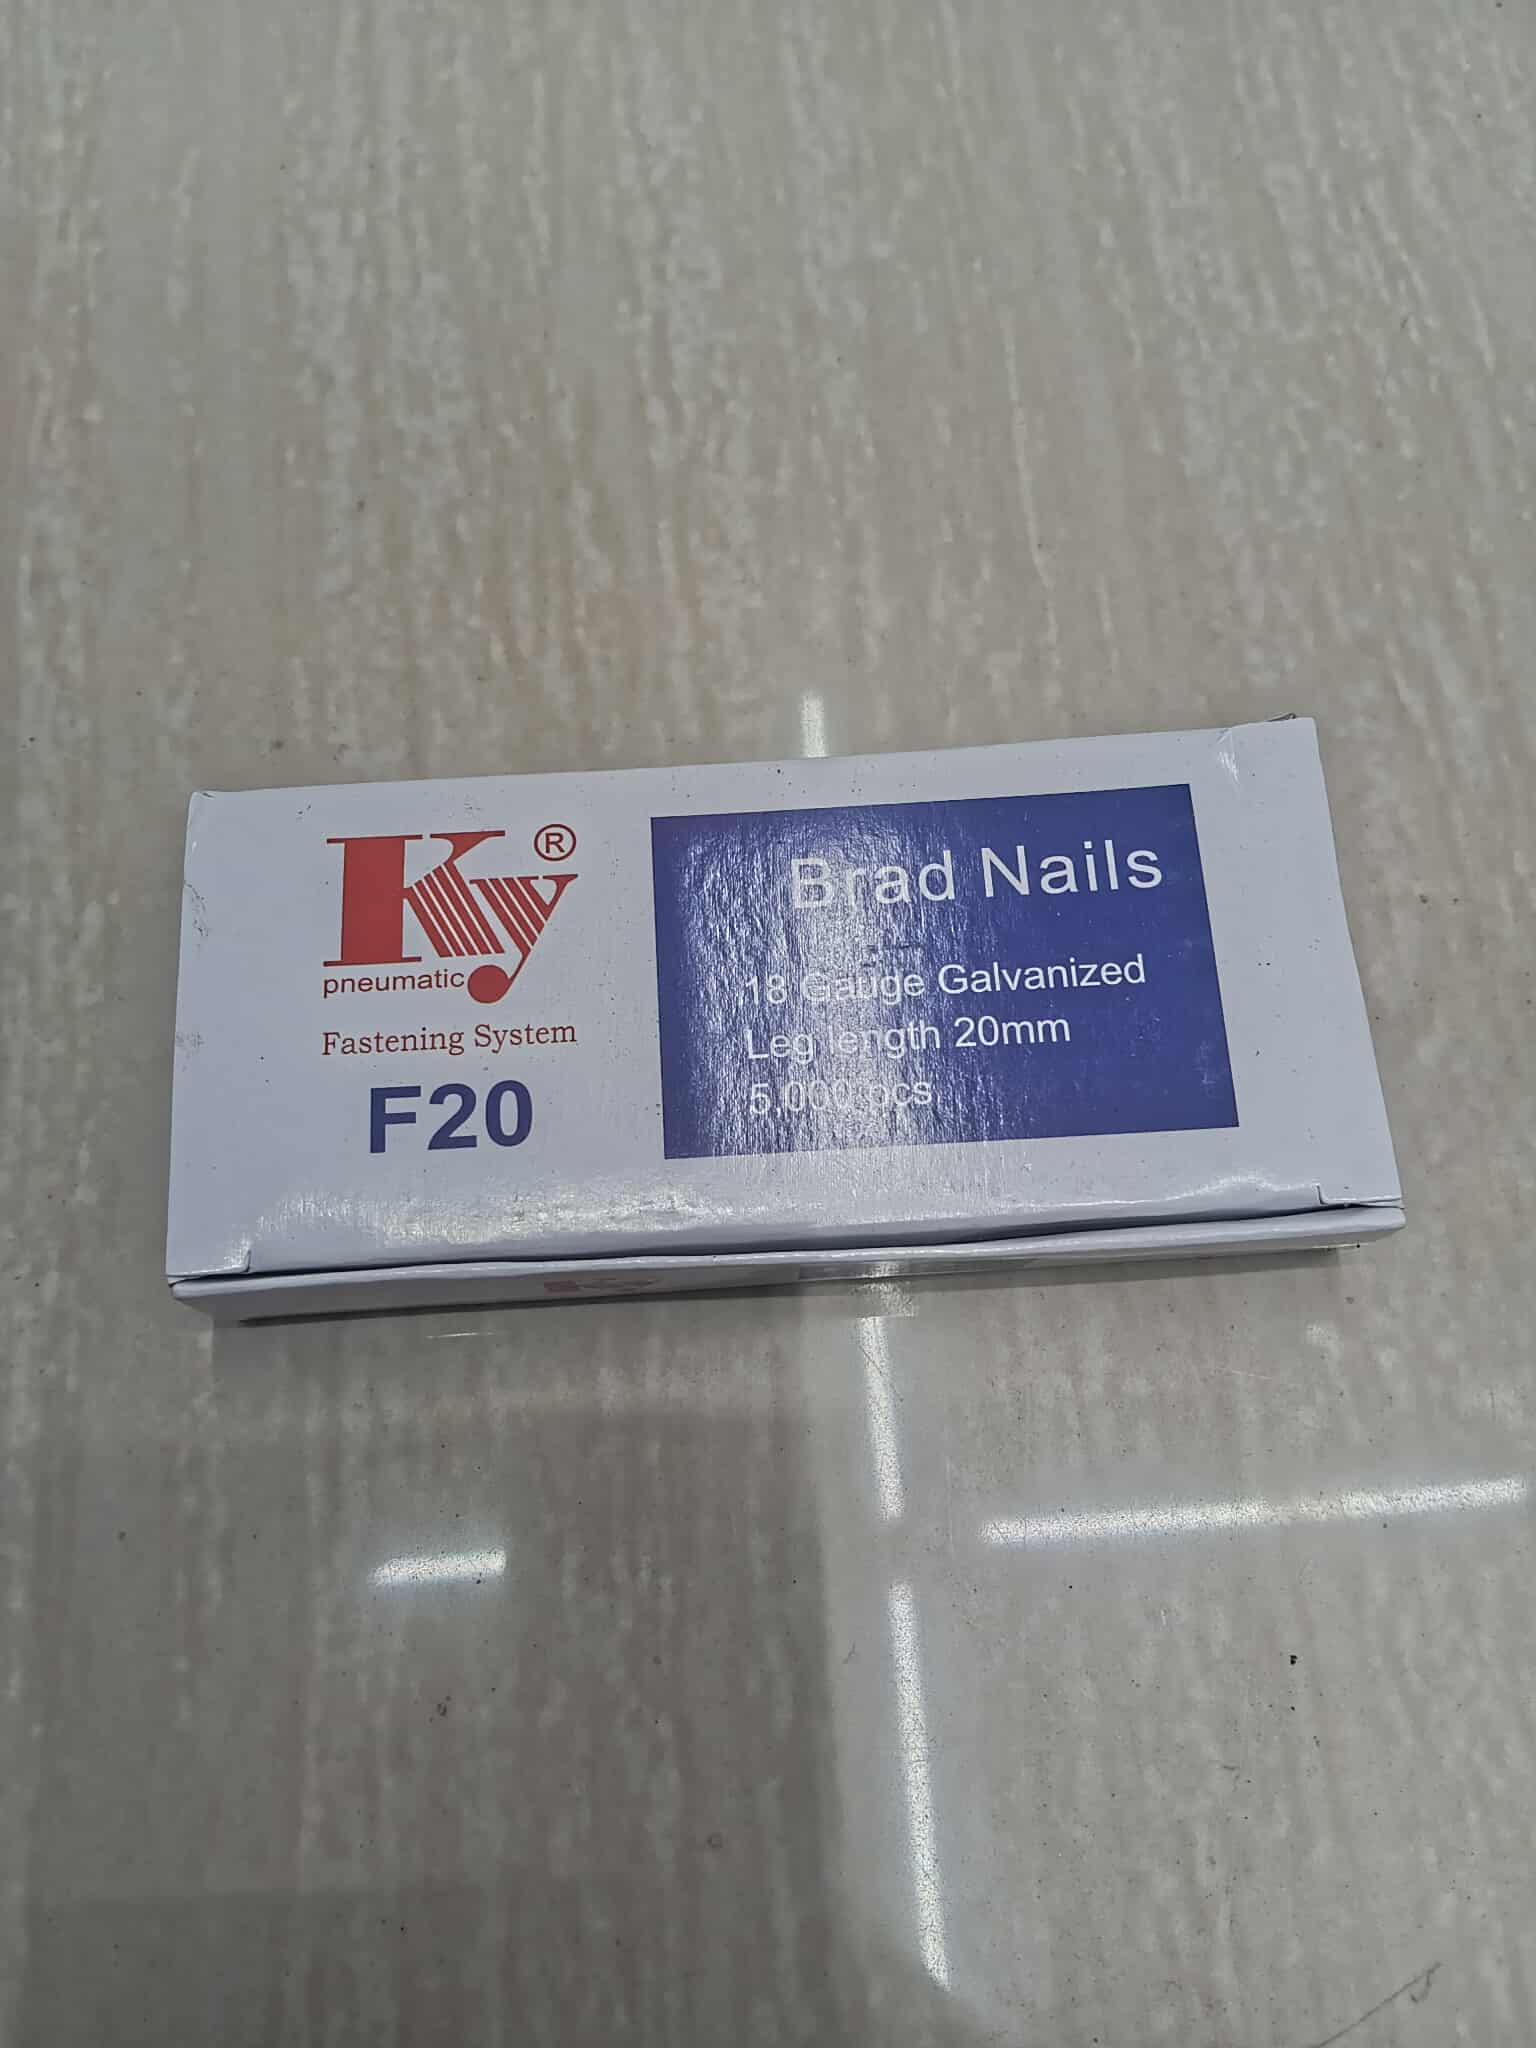 Ky®
pneumatic
Fastening System
F20
Brad Nails
18 Gauge Galvanized
Leg length 20mm
5,000 pcs